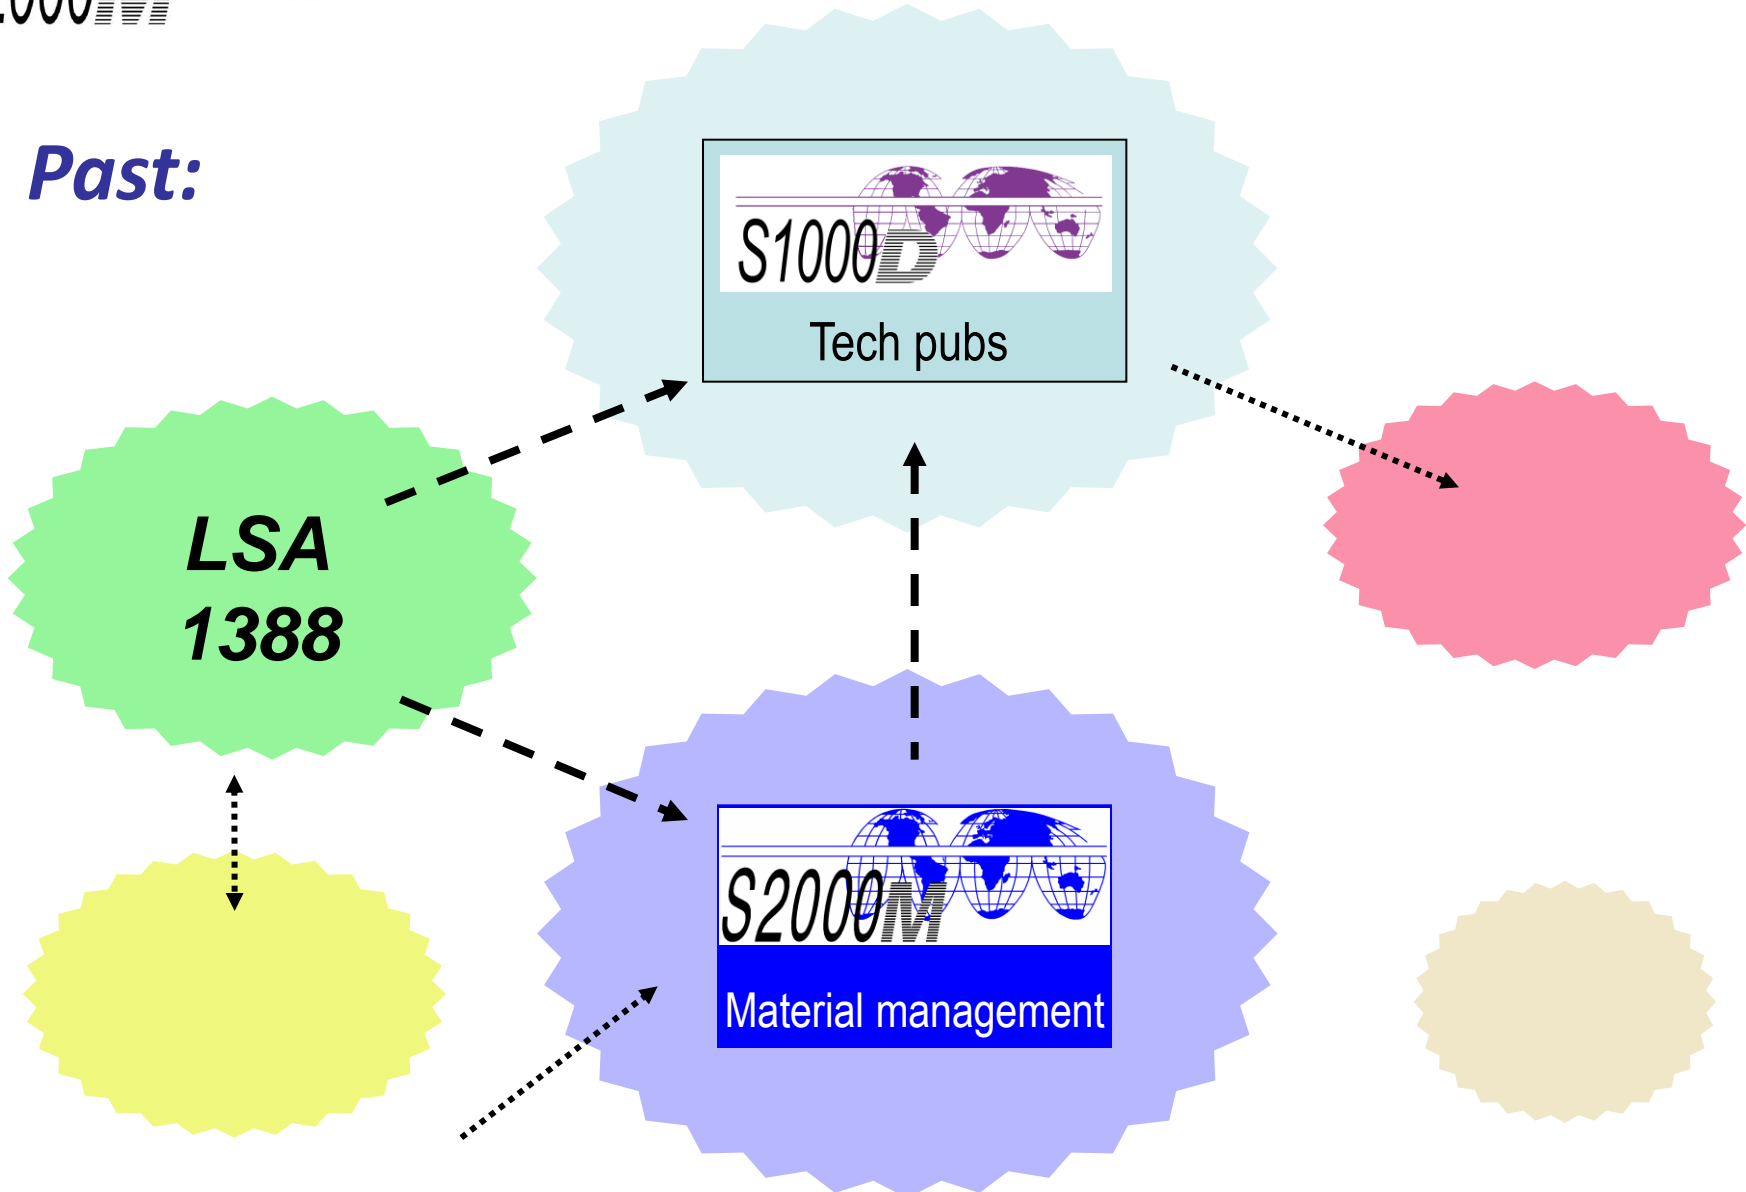 Past:
S1000D
Tech pubs
LSA
1388
S2000M
Material management